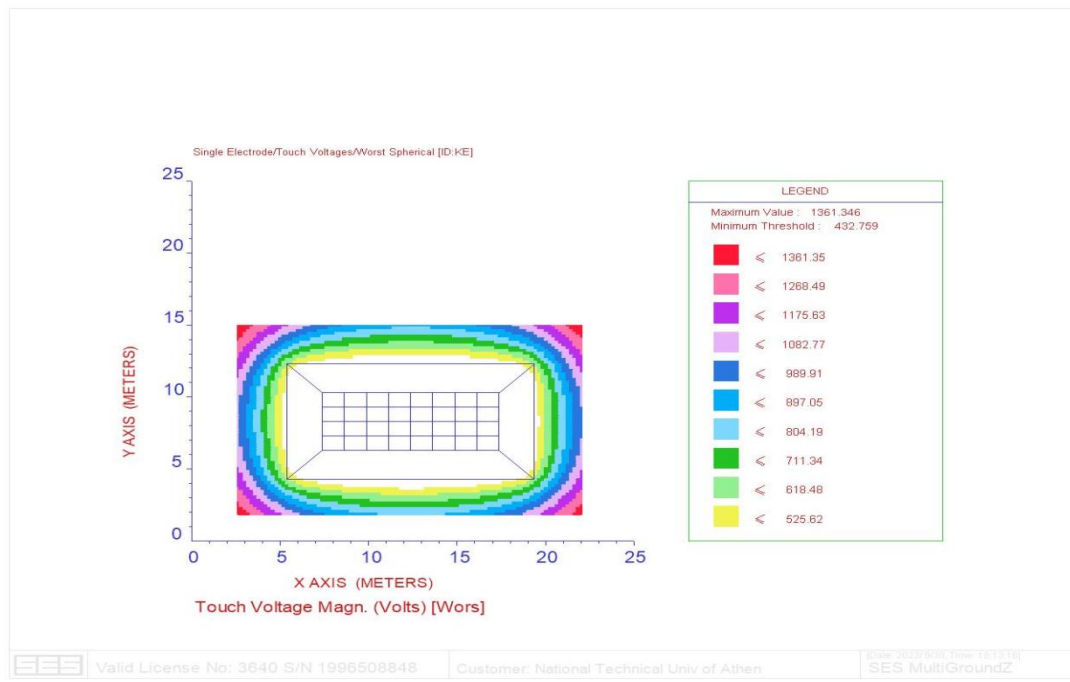 Single Electrode/Touch Voltages/Worst Spherical [ID:KE]
25
20
15
10
5
0
Y AXIS (METERS)
0 5 10 15 20 25
X AXIS (METERS)
Touch Voltage Magn. (Volts) [Wors]
LEGEND
Maximum Value : 1361.346
Minimum Threshold : 432.759
⩽ 1361.35
⩽ 1268.49
⩽ 1175.63
⩽ 1082.77
⩽ 989.91
⩽ 897.05
⩽ 804.19
⩽ 711.34
⩽ 618.48
⩽ 525.62
SES
Valid License No: 3640 S/N 1996508848
Customer: National Technical Univ of Athen
SES MultiGroundZ